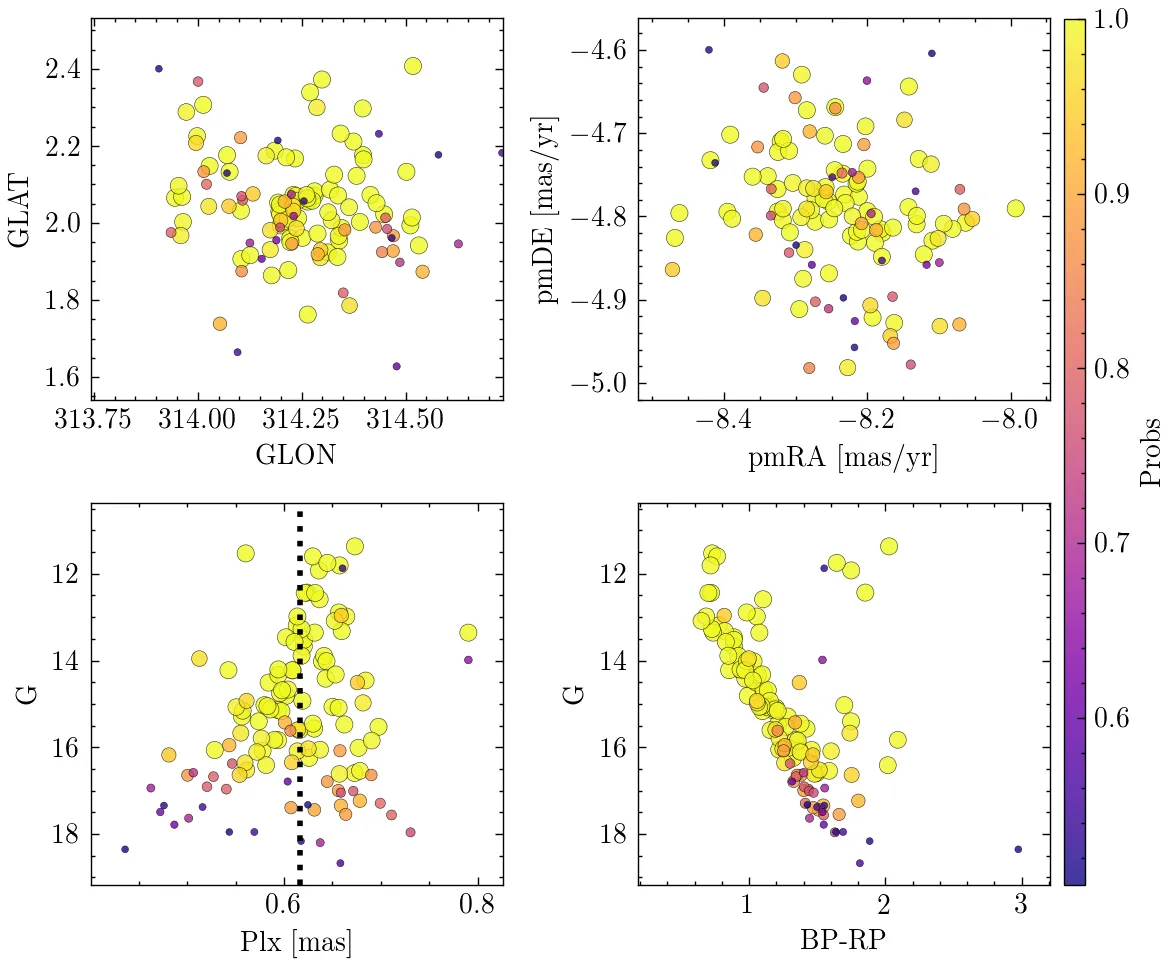 2.4
2.2
2.0
1.8
1.6
GLAT
313.75 314.00 314.25 314.50
GLON
−4.6
−4.7
−4.8
−4.9
−5.0
pmDE [mas/yr]
−8.4 −8.2 −8.0
pmRA [mas/yr]
12
14
16
18
G
0.6 0.8
Plx [mas]
12
14
16
18
G
1 2 3
BP-RP
1.0
0.9
0.8
0.7
0.6
Probs